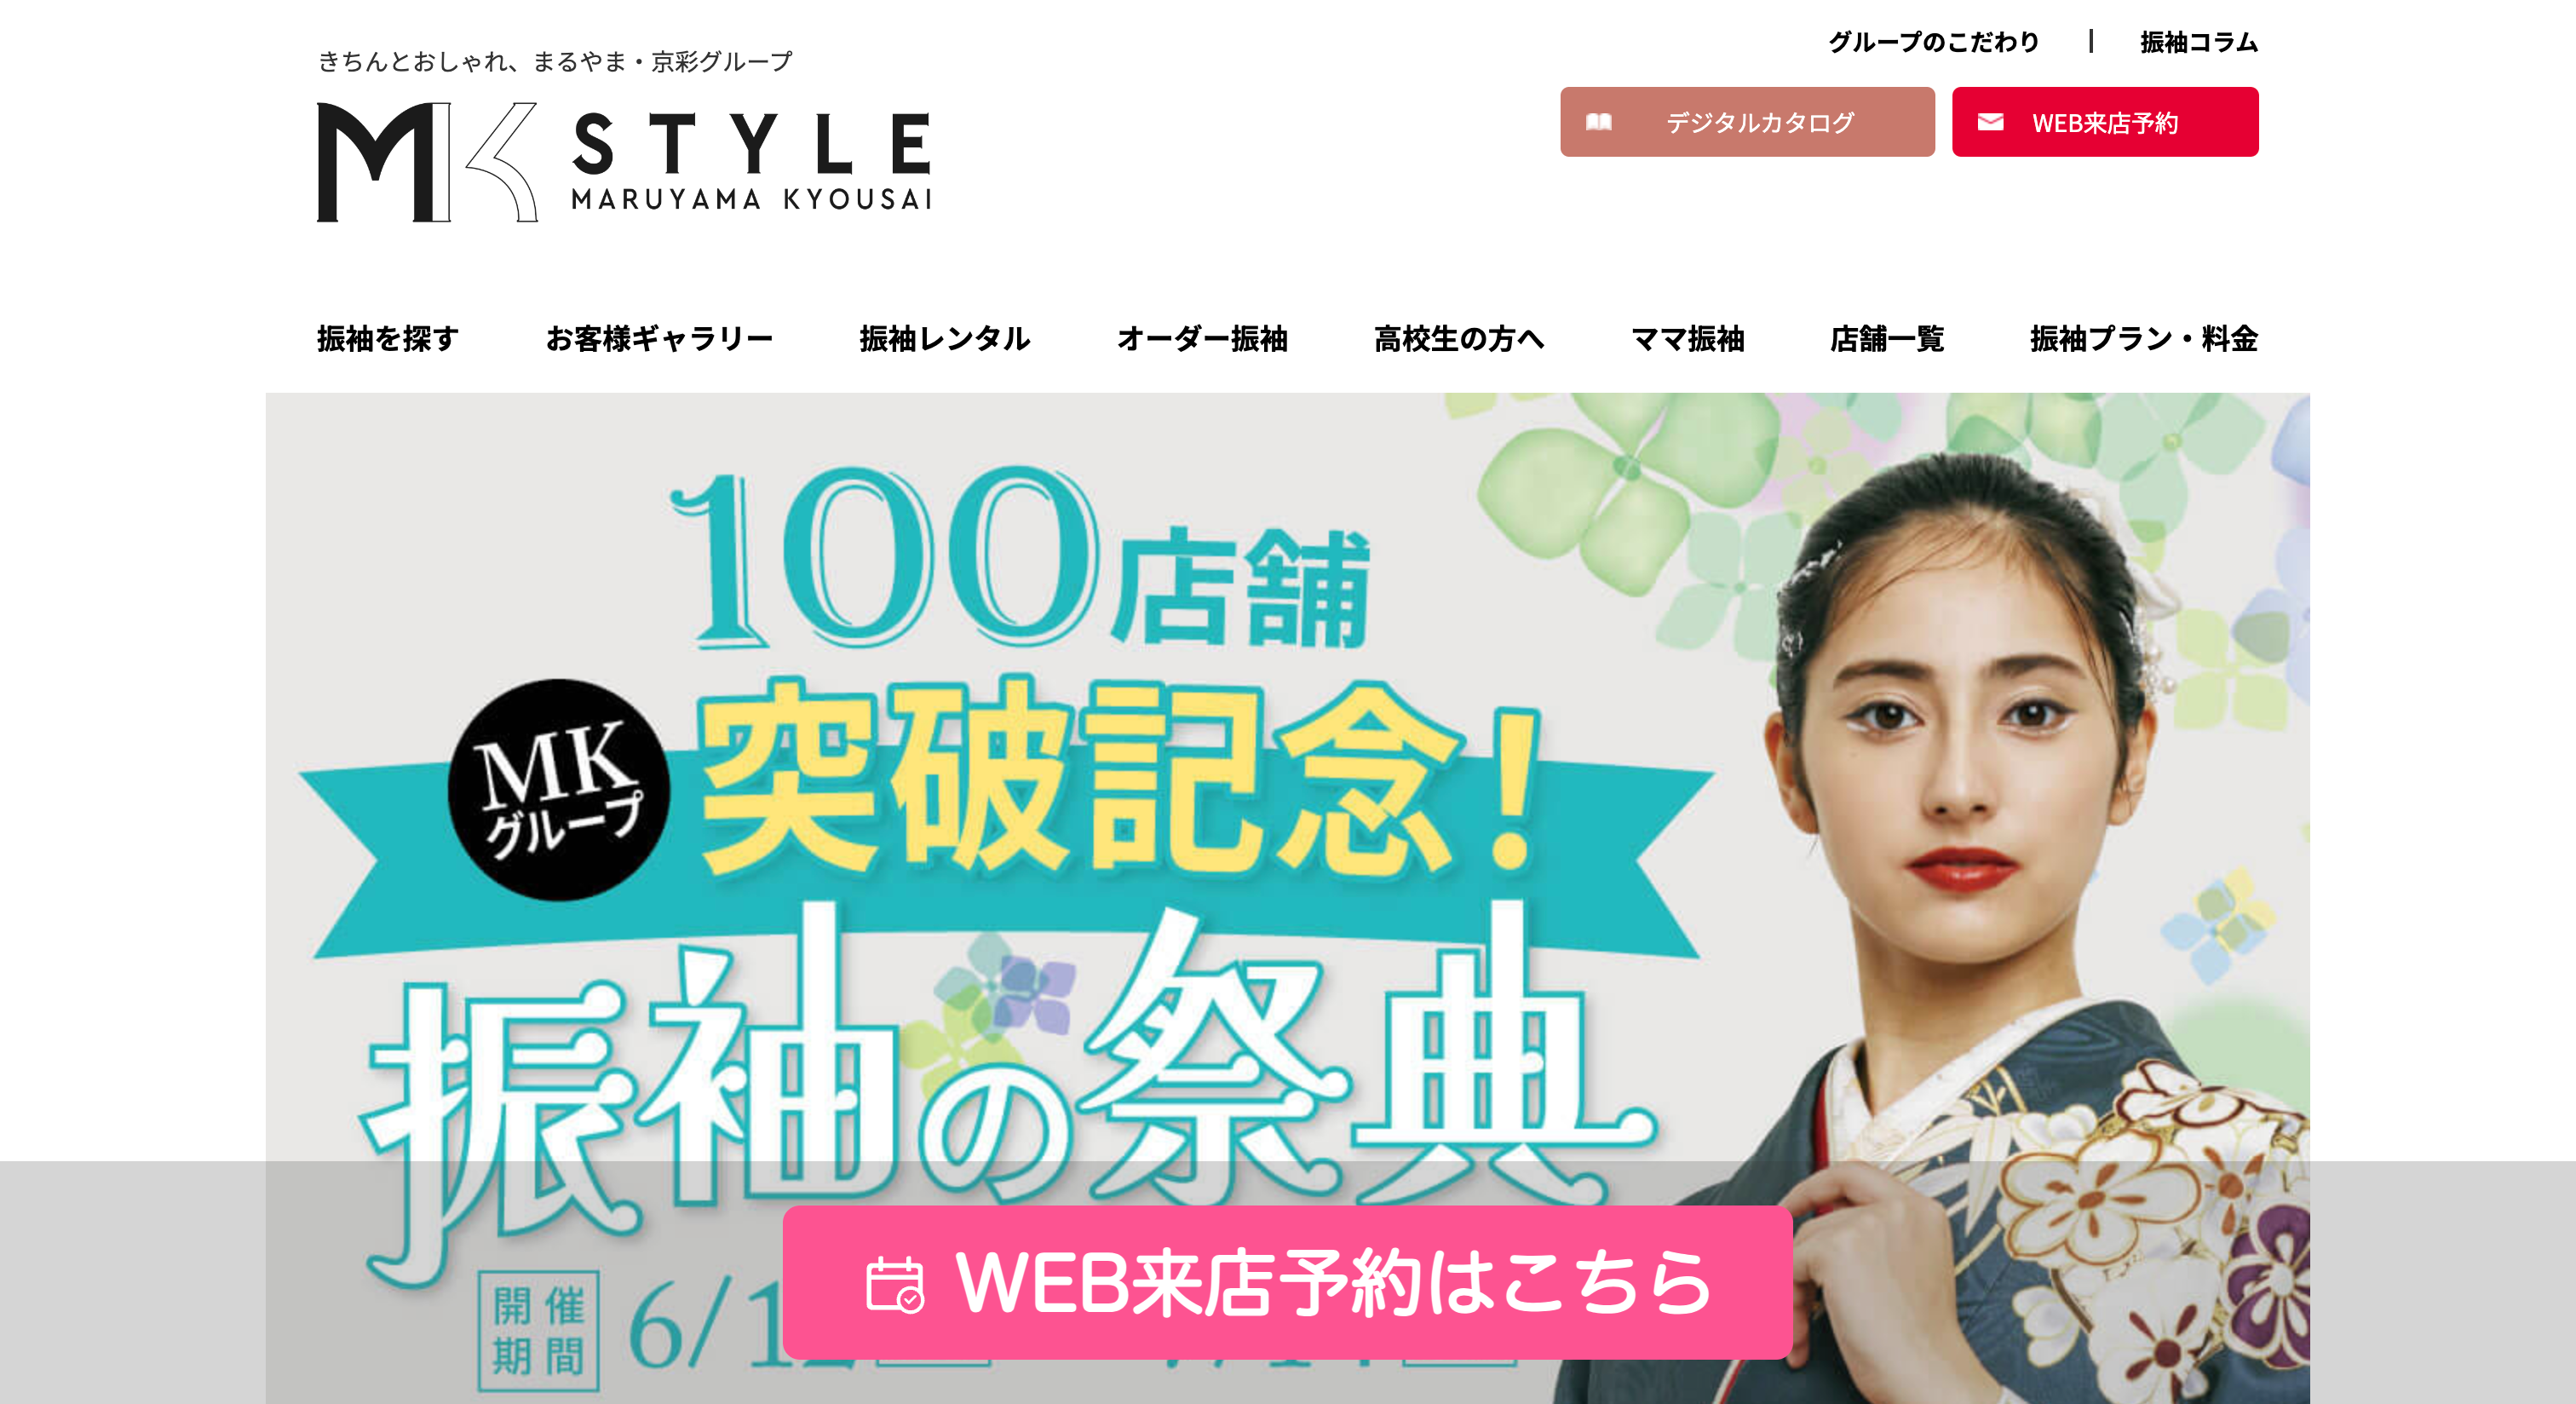 きちんとおしゃれ、まるやま・京彩グループ
MK STYLE
MARUYAMA KYOUSAI
グループのこだわり
振袖コラム
デジタルカタログ
WEB来店予約
振袖を探す
お客様ギャラリー
振袖レンタル
オーダー振袖
高校生の方へ
ママ振袖
店舗一覧
振袖プラン・料金
100店舗
MK
グループ
突破記念!
振袖の祭典
開催
期間
WEB来店予約はこちら